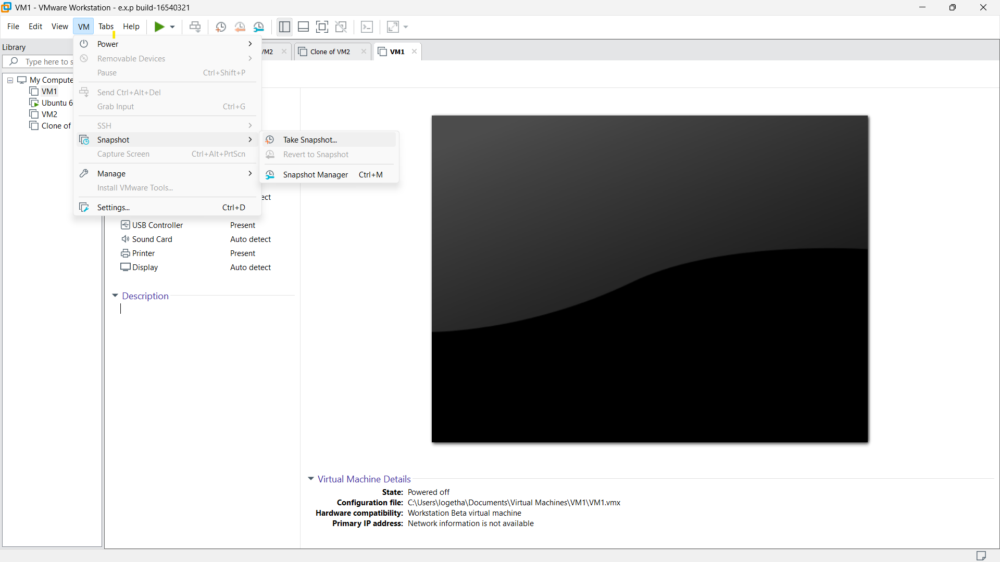 VM1 - VMware Workstation - e.x.p build-16540321
File Edit View VM Tabs Help
Library
Type here to s
My Compute
VM1
Ubuntu 6
VM2
Clone of
Power
Removable Devices
Pause Ctrl+Shift+P
Send Ctrl+Alt+Del
Grab Input Ctrl+G
SSH
Snapshot
Capture Screen Ctrl+Alt+PrtScn
Manage
Install VMware Tools...
Settings... Ctrl+D
Take Snapshot...
Revert to Snapshot
Snapshot Manager Ctrl+M
VM2
Clone of VM2
VM1
ect
USB Controller Present
Sound Card Auto detect
Printer Present
Display Auto detect
Description
Virtual Machine Details
State: Powered off
Configuration file: C:\Users\logetha\Documents\Virtual Machines\VM1\VM1.vmx
Hardware compatibility: Workstation Beta virtual machine
Primary IP address: Network information is not available